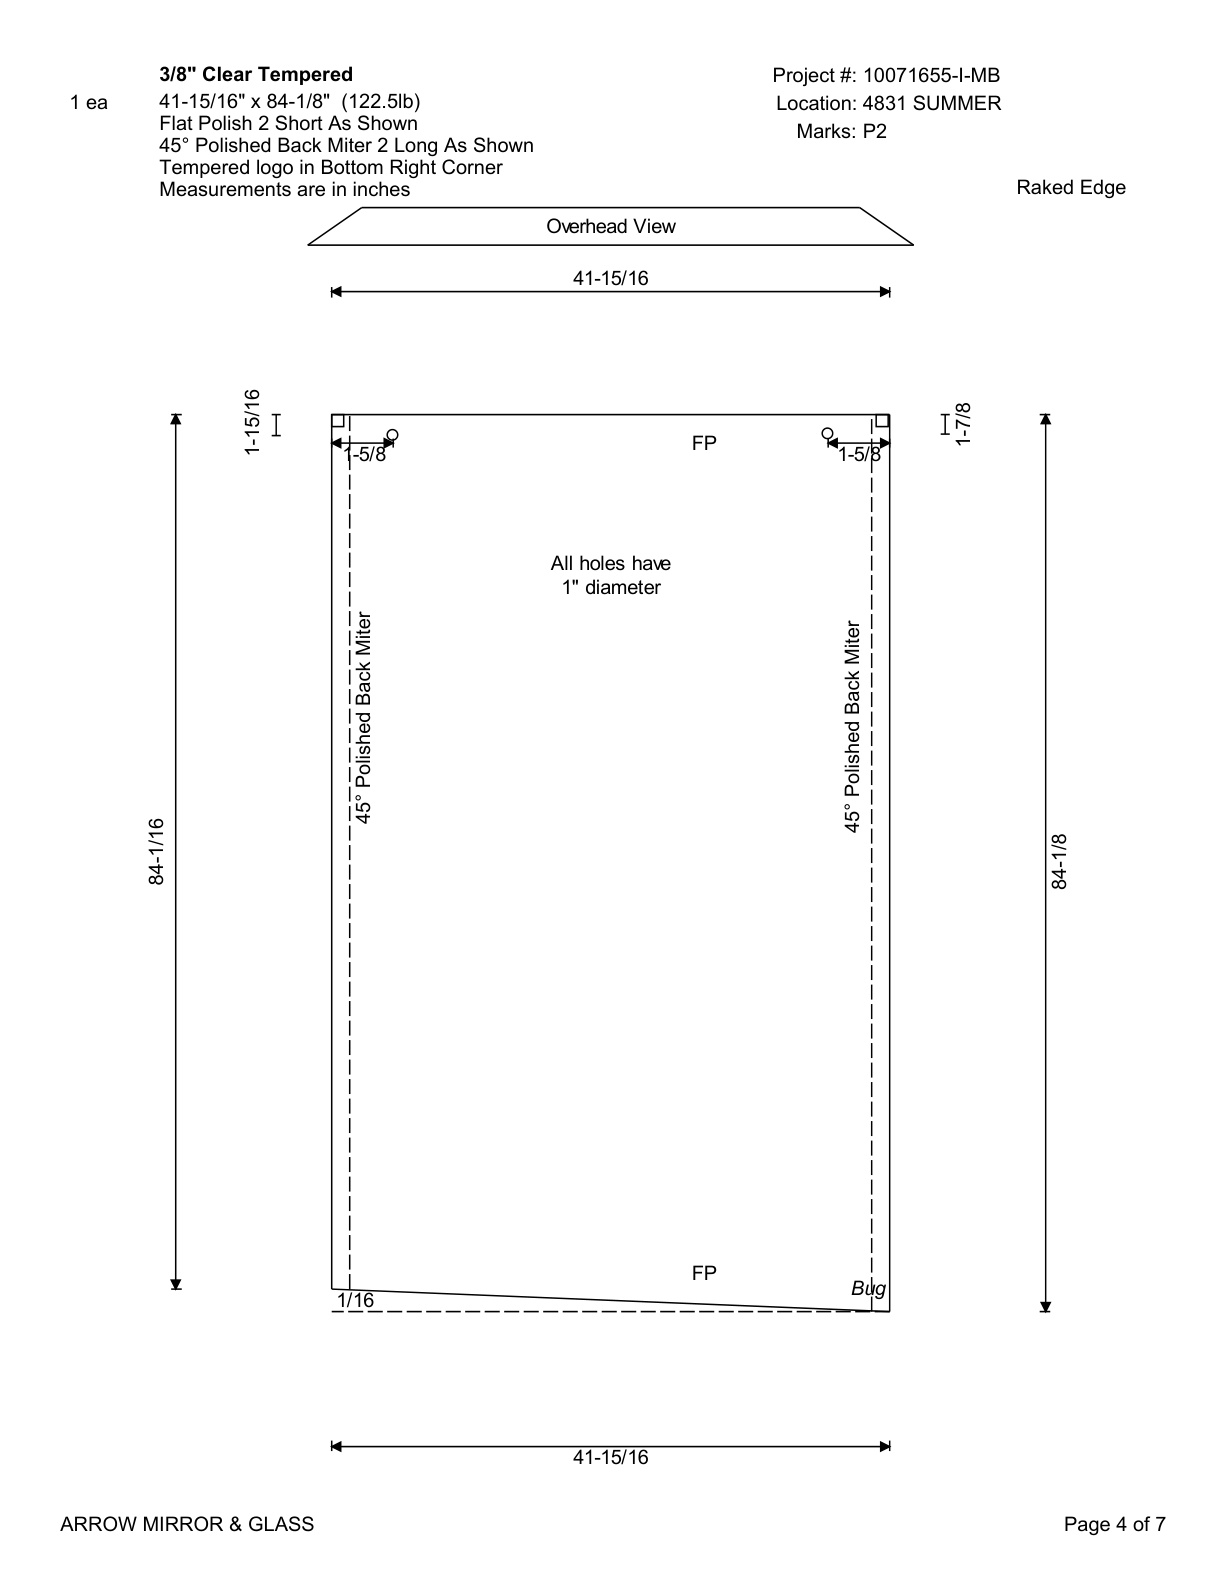 3/8" Clear Tempered
Project #: 10071655-I-MB
1 ea
41-15/16" x 84-1/8"  (122.5lb)
Location: 4831 SUMMER
Flat Polish 2 Short As Shown
Marks: P2
45° Polished Back Miter 2 Long As Shown
Tempered logo in Bottom Right Corner
Measurements are in inches
Raked Edge
Overhead View
41-15/16
1-15/16
1-7/8
FP
1-5/8
1-5/8
All holes have
1" diameter
45° Polished Back Miter
45° Polished Back Miter
84-1/16
84-1/8
FP
Bug
1/16
41-15/16
ARROW MIRROR & GLASS
Page 4 of 7